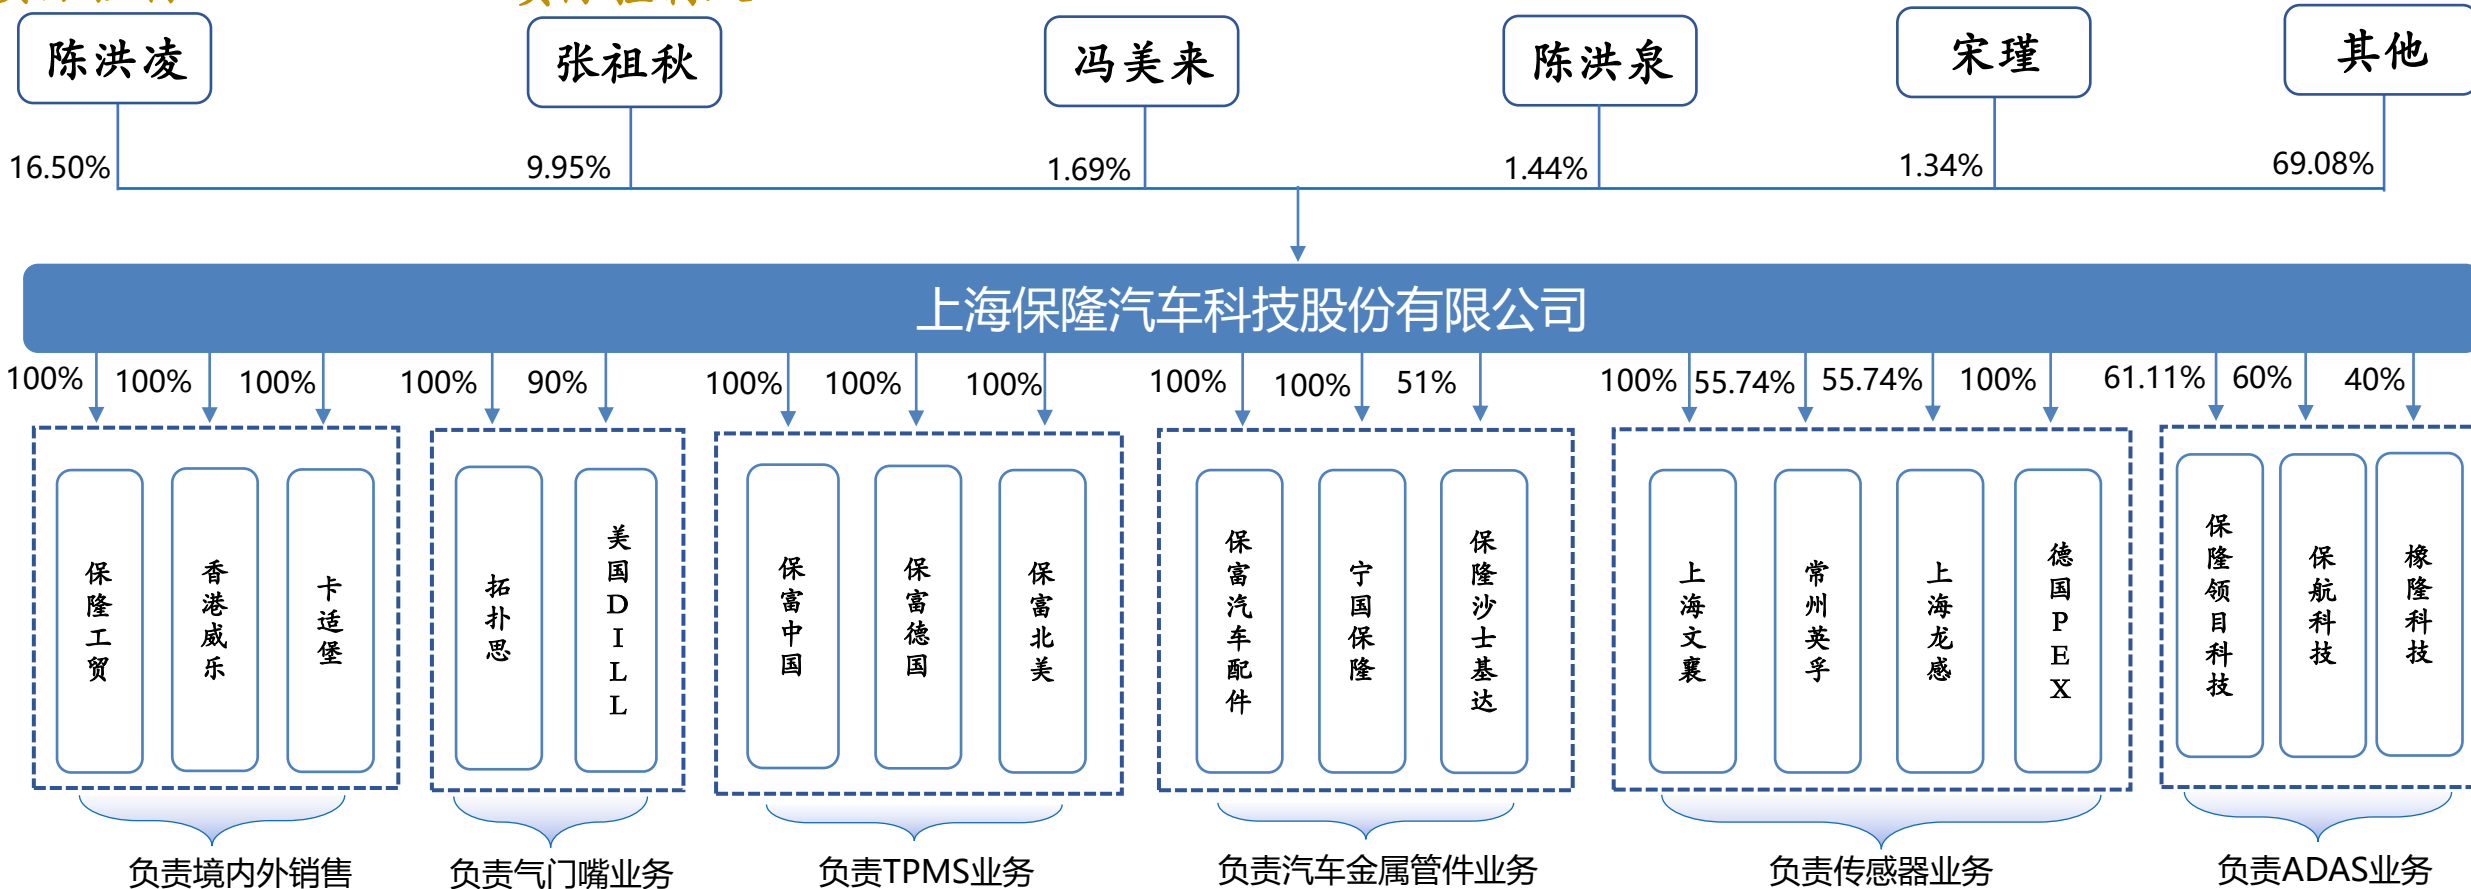 陈洪凌
张祖秋
冯美来
陈洪泉
宋瑾
其他
16.50%
9.95%
1.69%
1.44%
1.34%
69.08%
上海保隆汽车科技股份有限公司
100%
100%
100%
100%
90%
100%
100%
100%
100%
100%
51%
100%
55.74%
55.74%
100%
61.11%
60%
40%
保隆工贸
香港威乐
卡适堡
拓扑思
美国DILL
保富中国
保富德国
保富北美
保富汽车配件
宁国保隆
保隆沙士基达
上海文襄
常州英孚
上海龙感
德国PEX
保隆领目科技
保航科技
橡隆科技
负责境内外销售
负责气门嘴业务
负责TPMS业务
负责汽车金属管件业务
负责传感器业务
负责ADAS业务